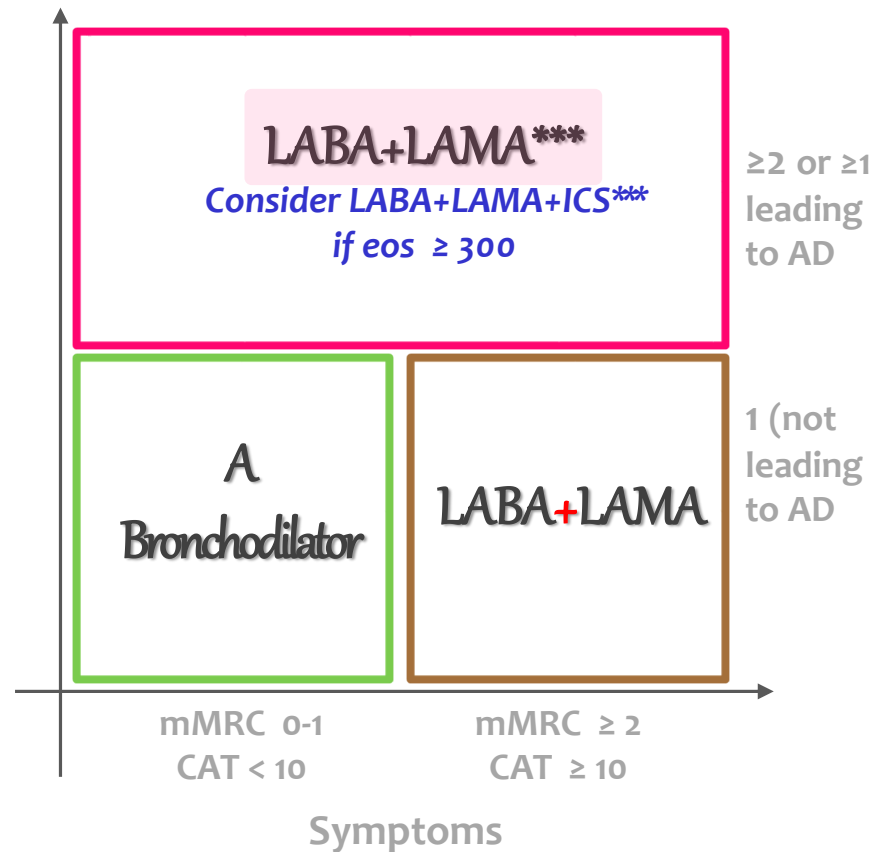 LABA+LAMA***
Consider LABA+LAMA+ICS***
if eos ≥ 300
≥2 or ≥1
leading
to AD
A
Bronchodilator
LABA+LAMA
1 (not
leading
to AD
mMRC 0-1
CAT < 10
mMRC ≥ 2
CAT ≥ 10
Symptoms